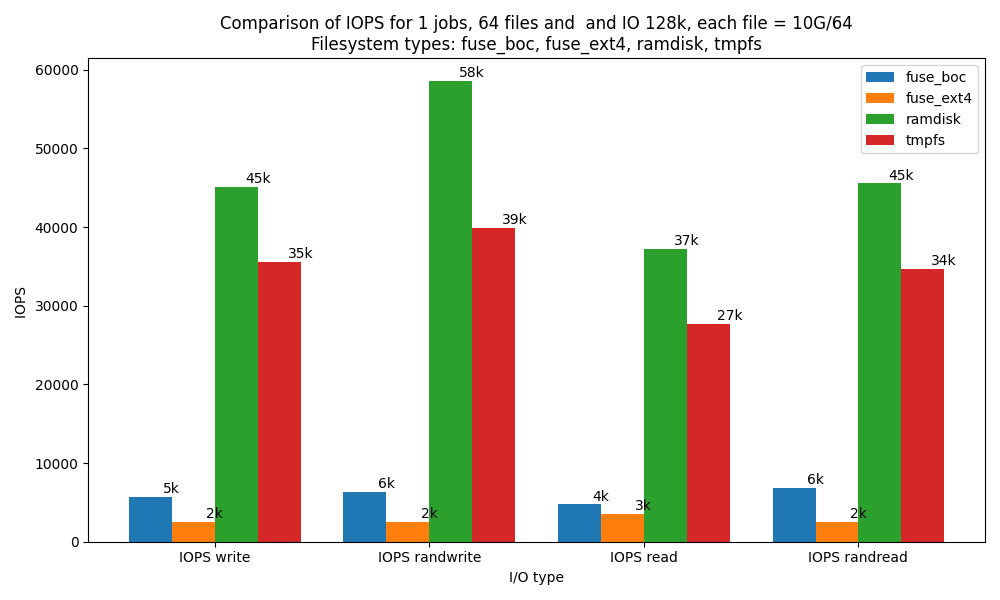 Comparison of IOPS for 1 jobs, 64 files and  and IO 128k, each file = 10G/64
Filesystem types: fuse_boc, fuse_ext4, ramdisk, tmpfs
fuse_boc
fuse_ext4
ramdisk
tmpfs
IOPS
60000
50000
40000
30000
20000
10000
0
5k
2k
45k
35k
6k
2k
58k
39k
4k
3k
37k
27k
6k
2k
45k
34k
IOPS write
IOPS randwrite
IOPS read
IOPS randread
I/O type